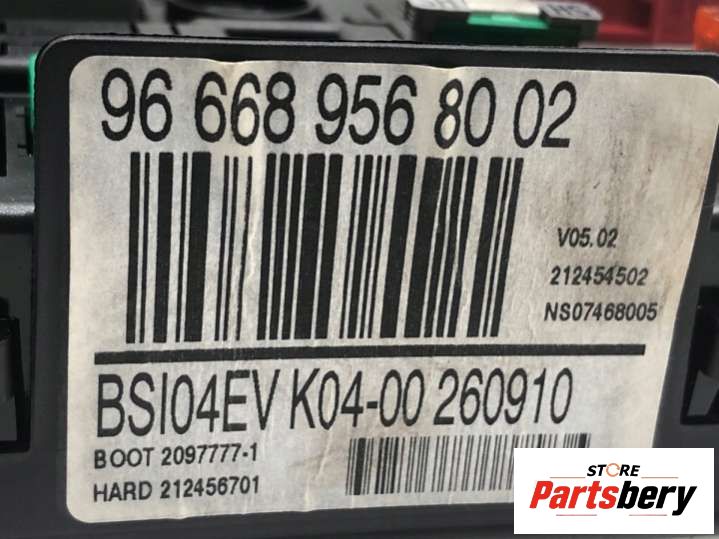 96 668 956 80 02
V05.02
212454502
NS07468005
BSI04EV K04-00 260910
BOOT 2097777-1
HARD 212456701
STORE
Partsbery